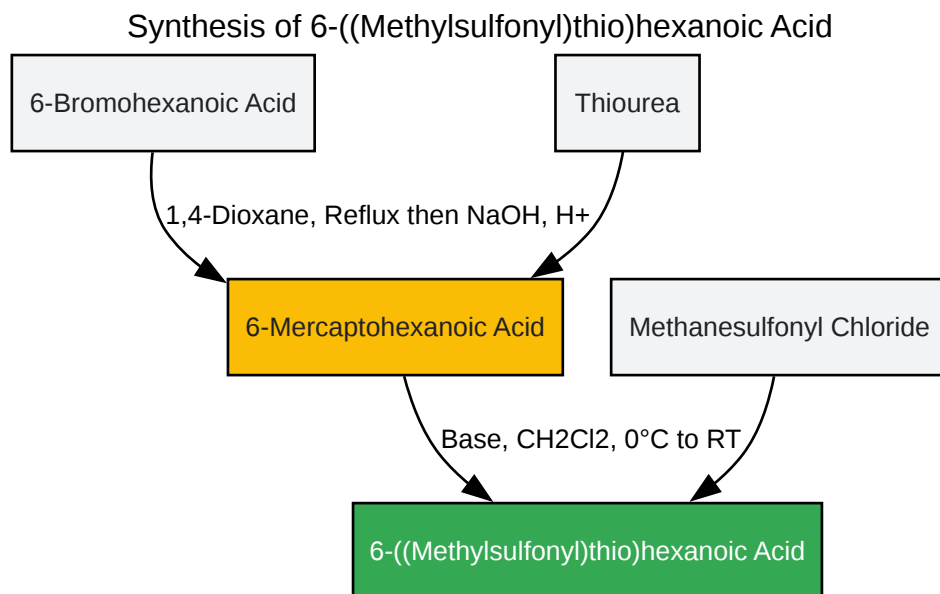 Synthesis of 6-((Methylsulfonyl)thio)hexanoic Acid
6-Bromohexanoic Acid
Thiourea
1,4-Dioxane, Reflux then NaOH, H+
6-Mercaptohexanoic Acid
Methanesulfonyl Chloride
Base, CH2Cl2, 0°C to RT
6-((Methylsulfonyl)thio)hexanoic Acid